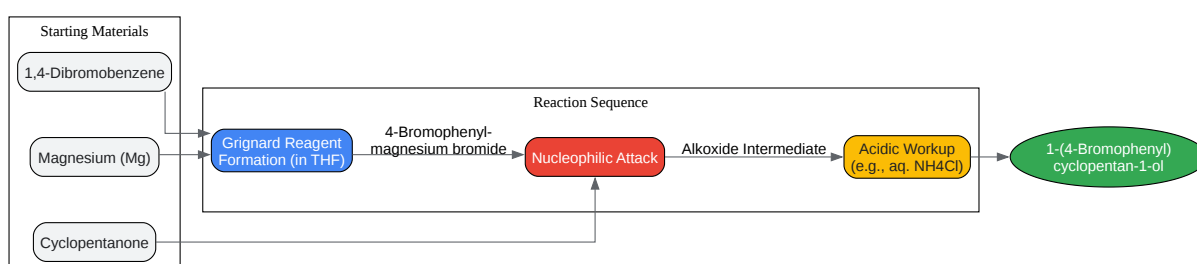 Starting Materials
1,4-Dibromobenzene
Magnesium (Mg)
Cyclopentanone
Reaction Sequence
Grignard Reagent
Formation (in THF)
4-Bromophenyl-
magnesium bromide
Nucleophilic Attack
Alkoxide Intermediate
Acidic Workup
(e.g., aq. NH4Cl)
1-(4-Bromophenyl)
cyclopentan-1-ol